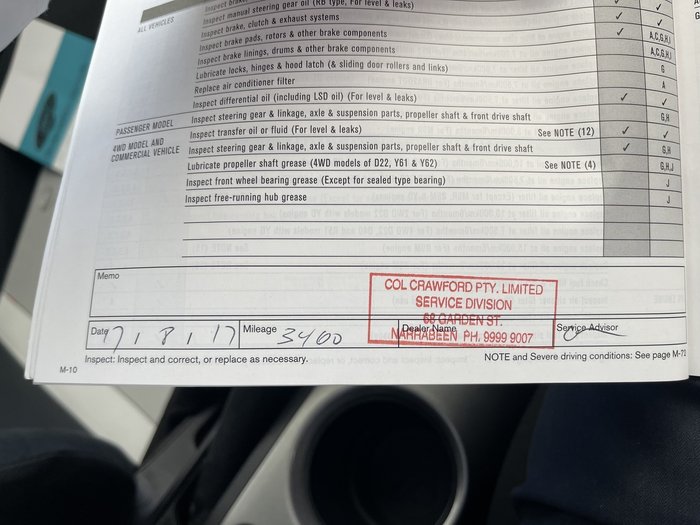 Inspect manual steering gear oil (RB type, For level & leaks)
ALL VEHICLES
Inspect brake, clutch & exhaust systems ✓ ✓
Inspect brake pads, rotors & other brake components ✓ A,C,G,H,I
Inspect brake linings, drums & other brake components A,C,G,H,I
Lubricate locks, hinges & hood latch (& sliding door rollers and links) G
Replace air conditioner filter A
Inspect differential oil (including LSD oil) (For level & leaks) ✓ ✓
PASSENGER MODEL Inspect steering gear & linkage, axle & suspension parts, propeller shaft & front drive shaft G,H
4WD MODEL AND Inspect transfer oil or fluid (For level & leaks) See NOTE (12) ✓ ✓
COMMERCIAL VEHICLE Inspect steering gear & linkage, axle & suspension parts, propeller shaft & front drive shaft ✓ G,H
Lubricate propeller shaft grease (4WD models of D22, Y61 & Y62) See NOTE (4) G,H,J
Inspect front wheel bearing grease (Except for sealed type bearing) J
Inspect free-running hub grease J
Memo
COL CRAWFORD PTY. LIMITED
SERVICE DIVISION
68 GARDEN ST.
NARRABEEN PH. 9999 9007
Date 17 1 8 1 17 Mileage 3400 Dealer Name Service Advisor
Inspect: Inspect and correct, or replace as necessary. NOTE and Severe driving conditions: See page M-72
M-10